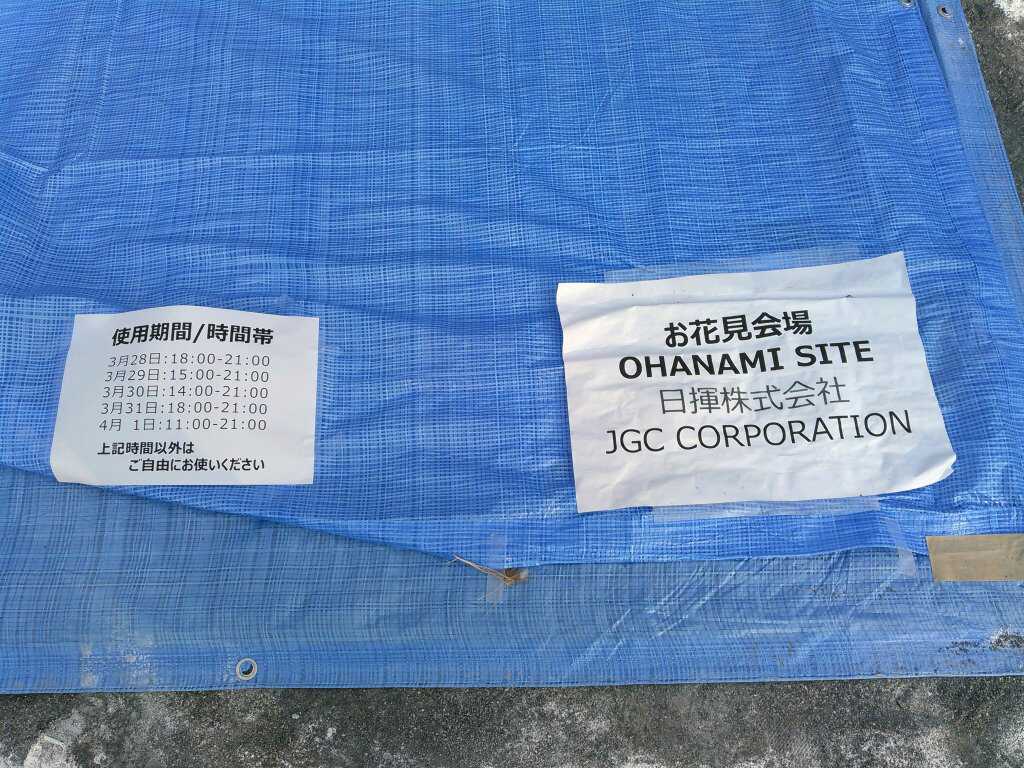 使用期間/時間帯
3月28日:18:00-21:00
3月29日:15:00-21:00
3月30日:14:00-21:00
3月31日:18:00-21:00
4月 1日:11:00-21:00
上記時間以外は
ご自由にお使いください
お花見会場
OHANAMI SITE
日揮株式会社
JGC CORPORATION